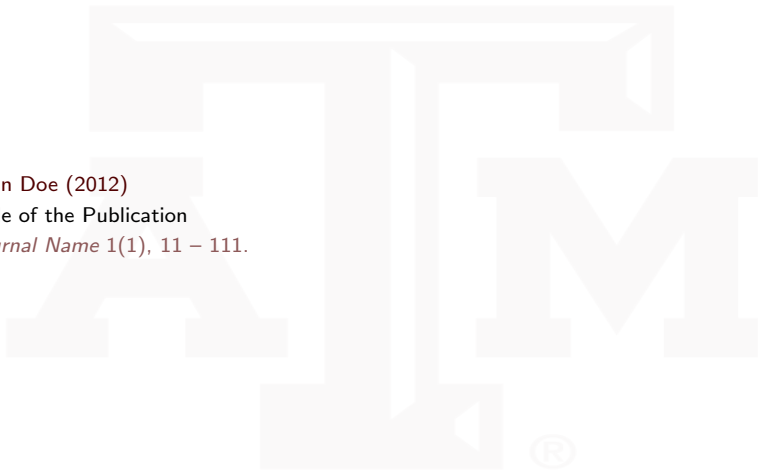 n Doe (2012)
e of the Publication
rnal Name 1(1), 11 – 111.
A T M
®